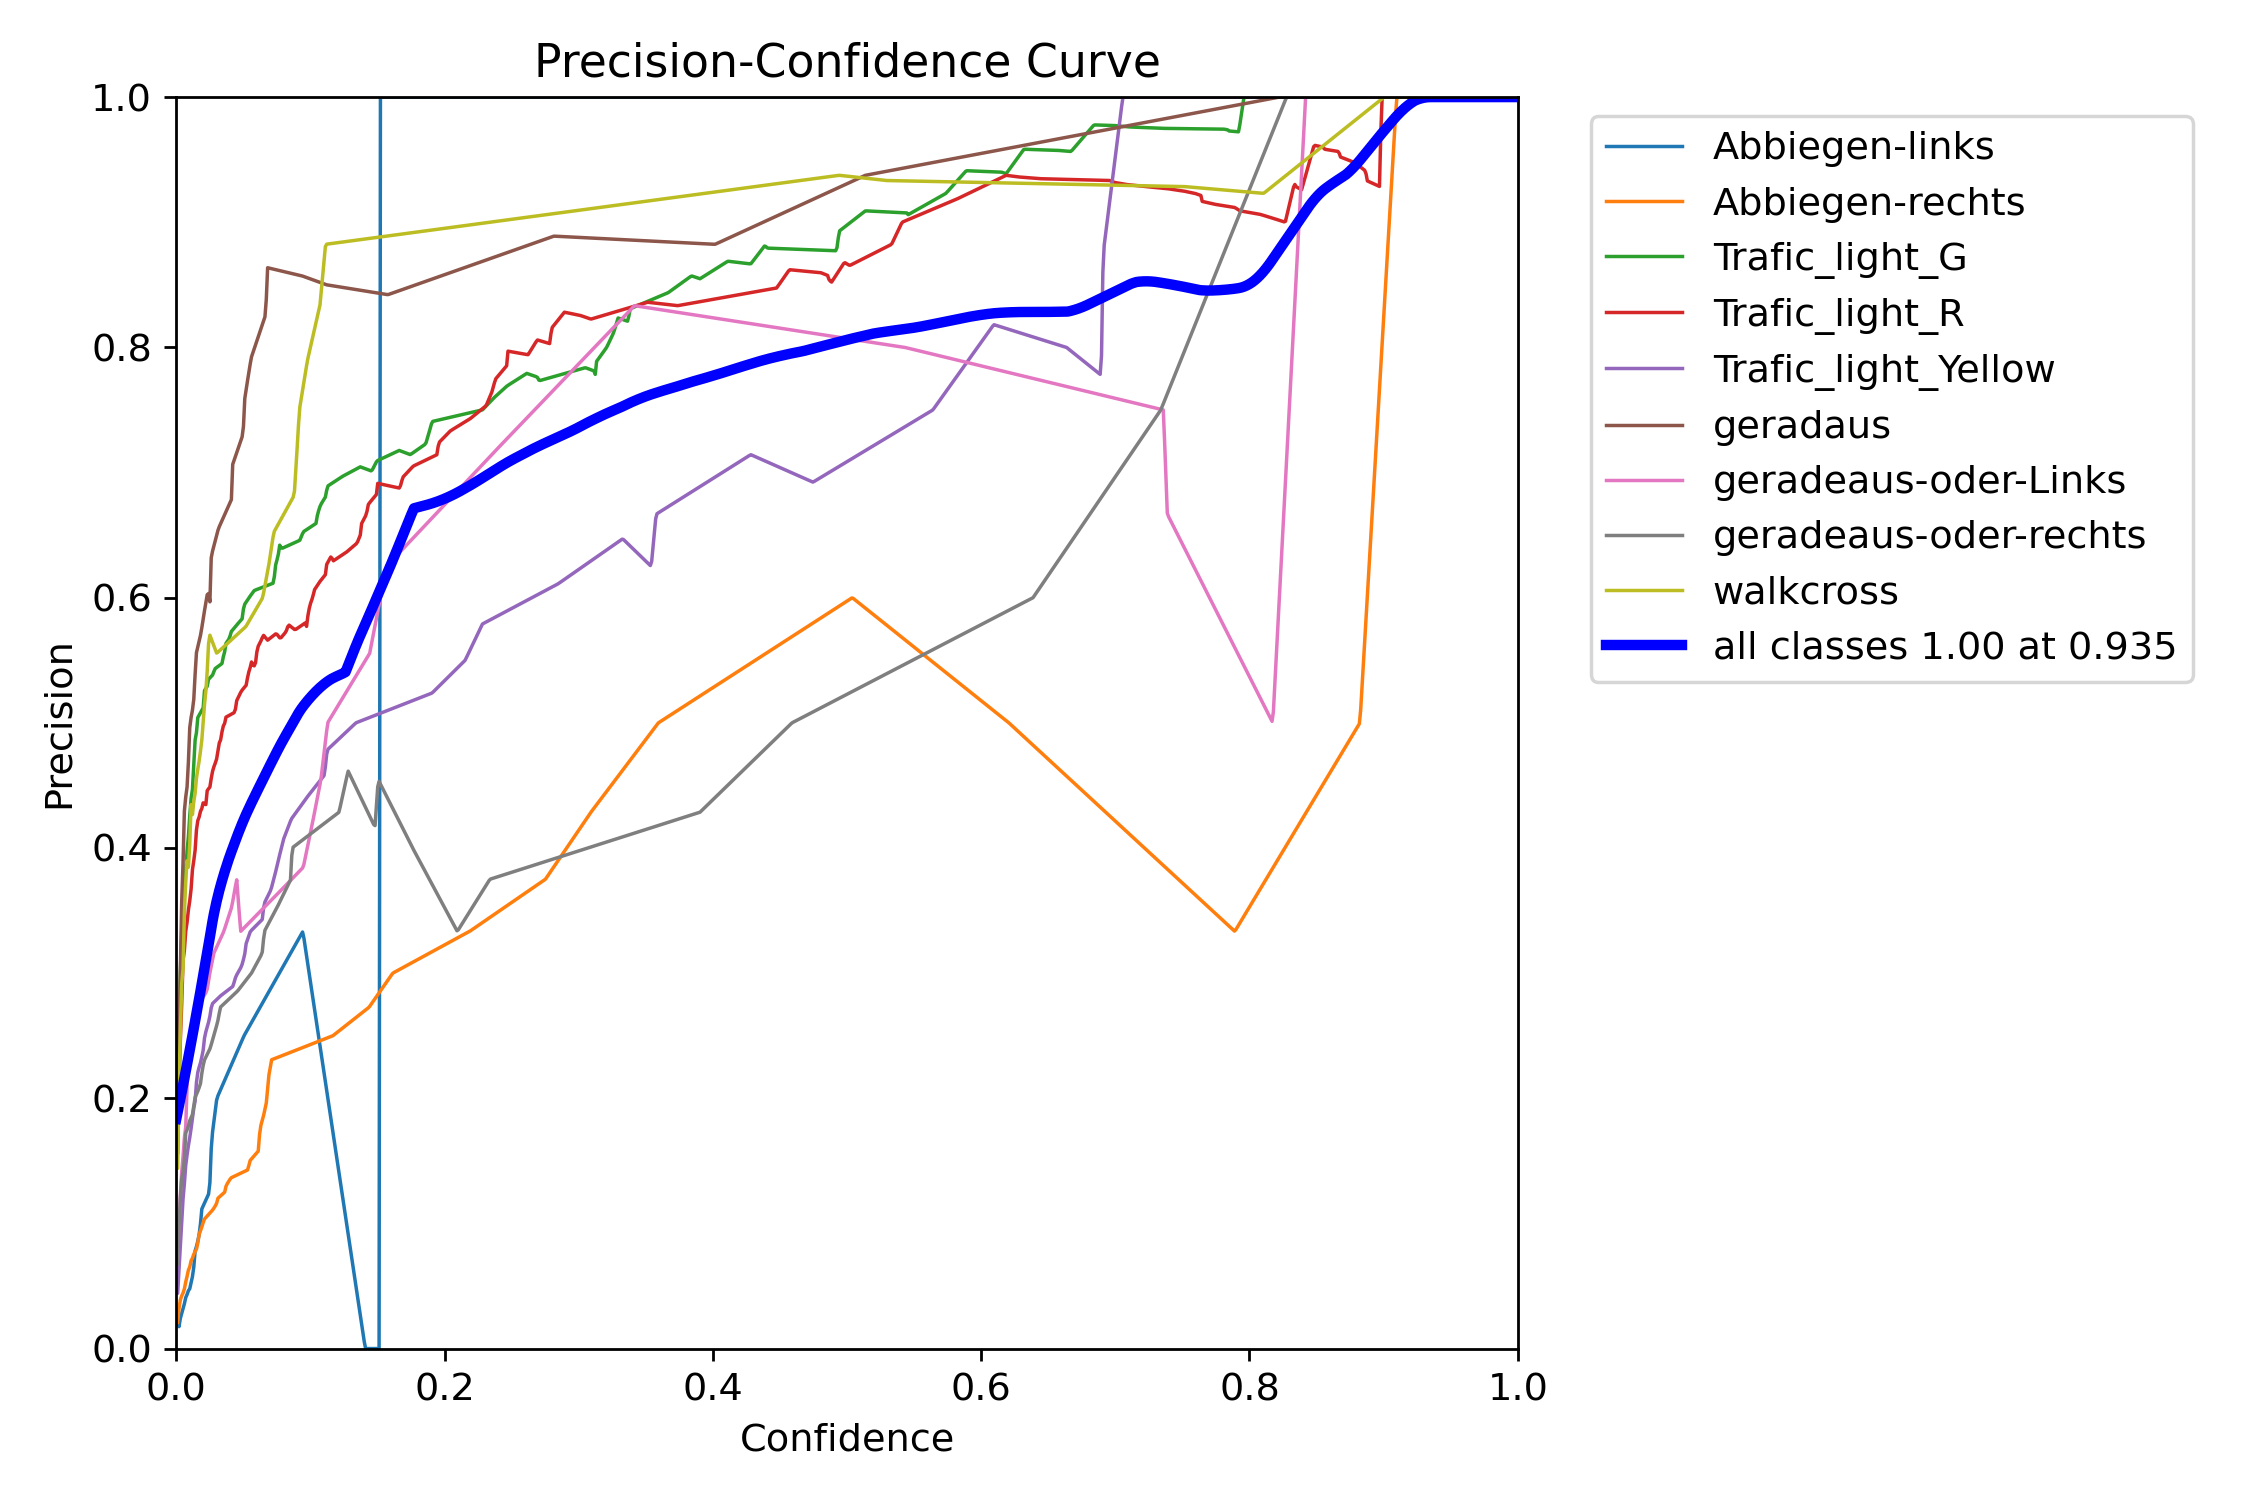 Precision-Confidence Curve
1.0
0.8
0.6
0.4
0.2
0.0
Precision
0.0 0.2 0.4 0.6 0.8 1.0
Confidence
Abbiegen-links
Abbiegen-rechts
Trafic_light_G
Trafic_light_R
Trafic_light_Yellow
geradaus
geradeaus-oder-Links
geradeaus-oder-rechts
walkcross
all classes 1.00 at 0.935